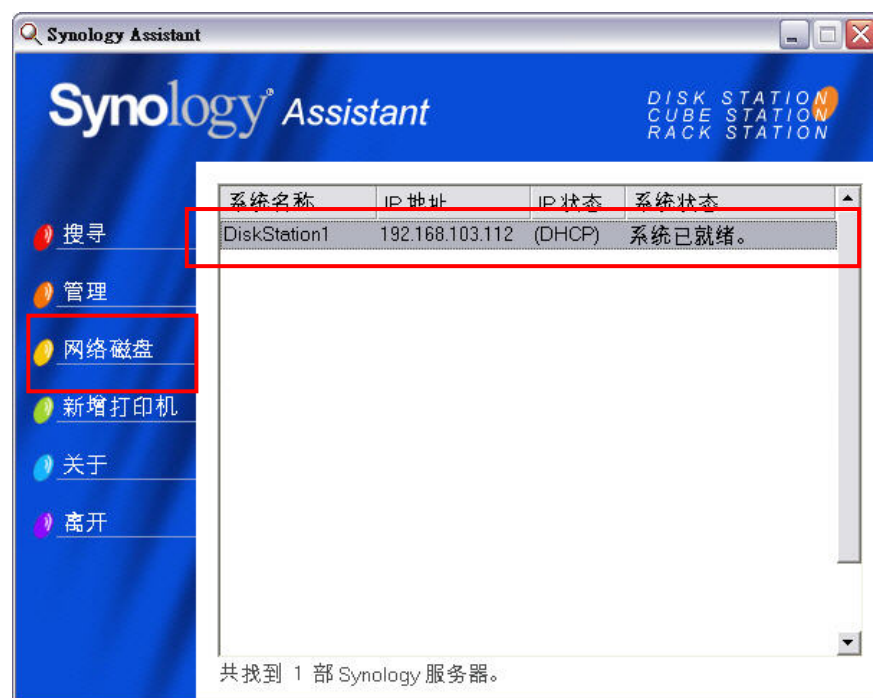 Synology Assistant
Synology® Assistant
DISK STATION
CUBE STATION
RACK STATION
搜寻
管理
网络磁盘
新增打印机
关于
离开
系统名称 IP 地址 IP 状态 系统状态
DiskStation1 192.168.103.112 (DHCP) 系统已就绪。
共找到 1 部 Synology 服务器。